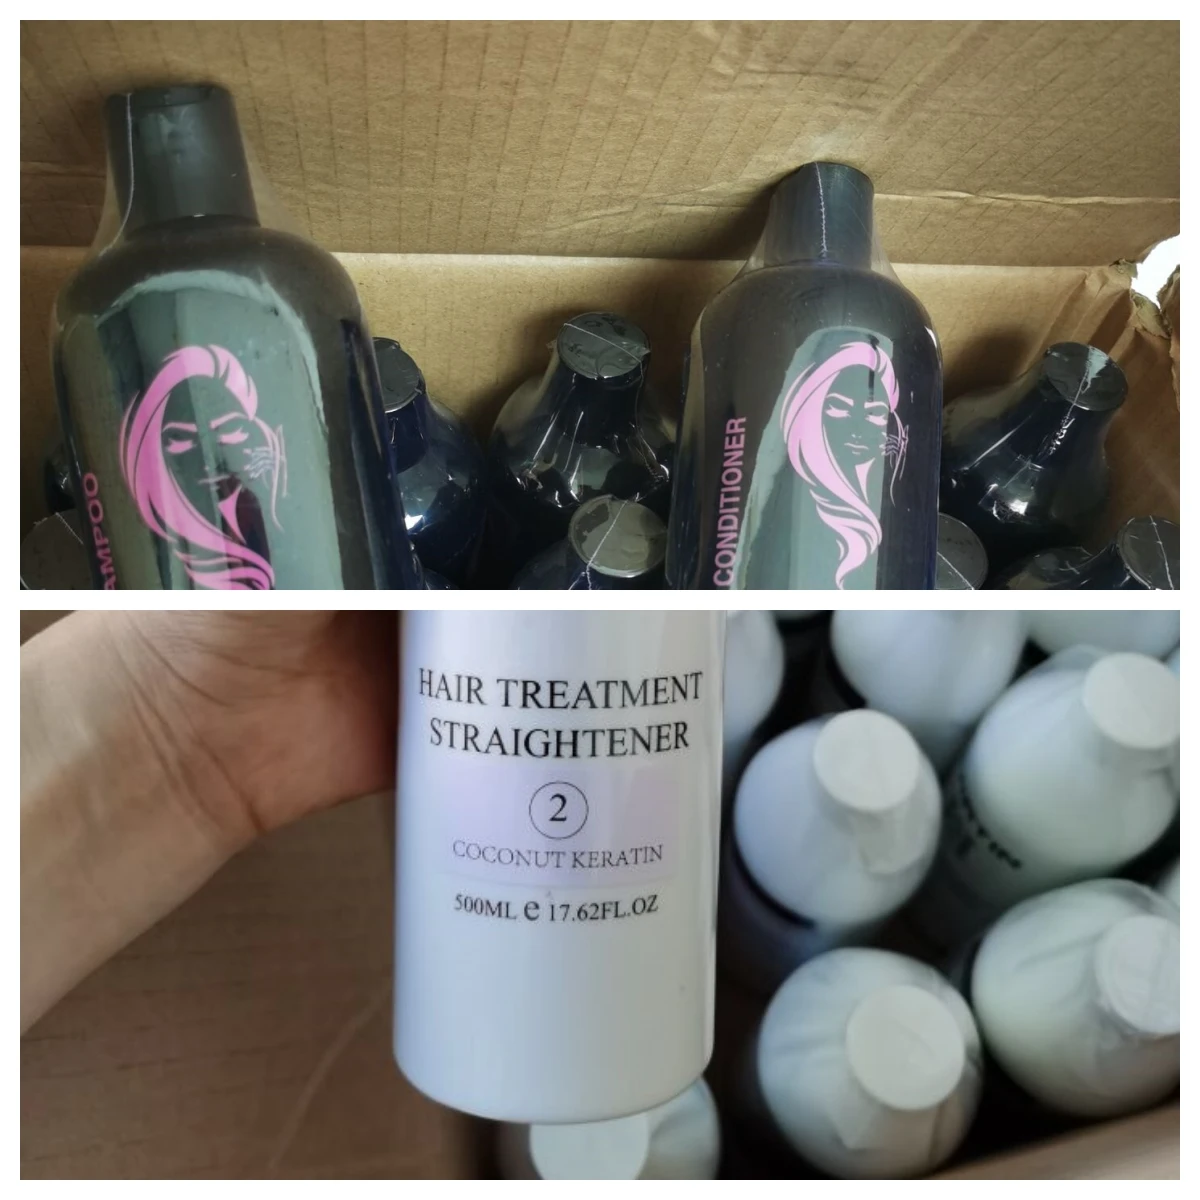 AMPOO
CONDITIONER
HAIR TREATMENT
STRAIGHTENER
2
COCONUT KERATIN
500ML e 17.62FL.OZ